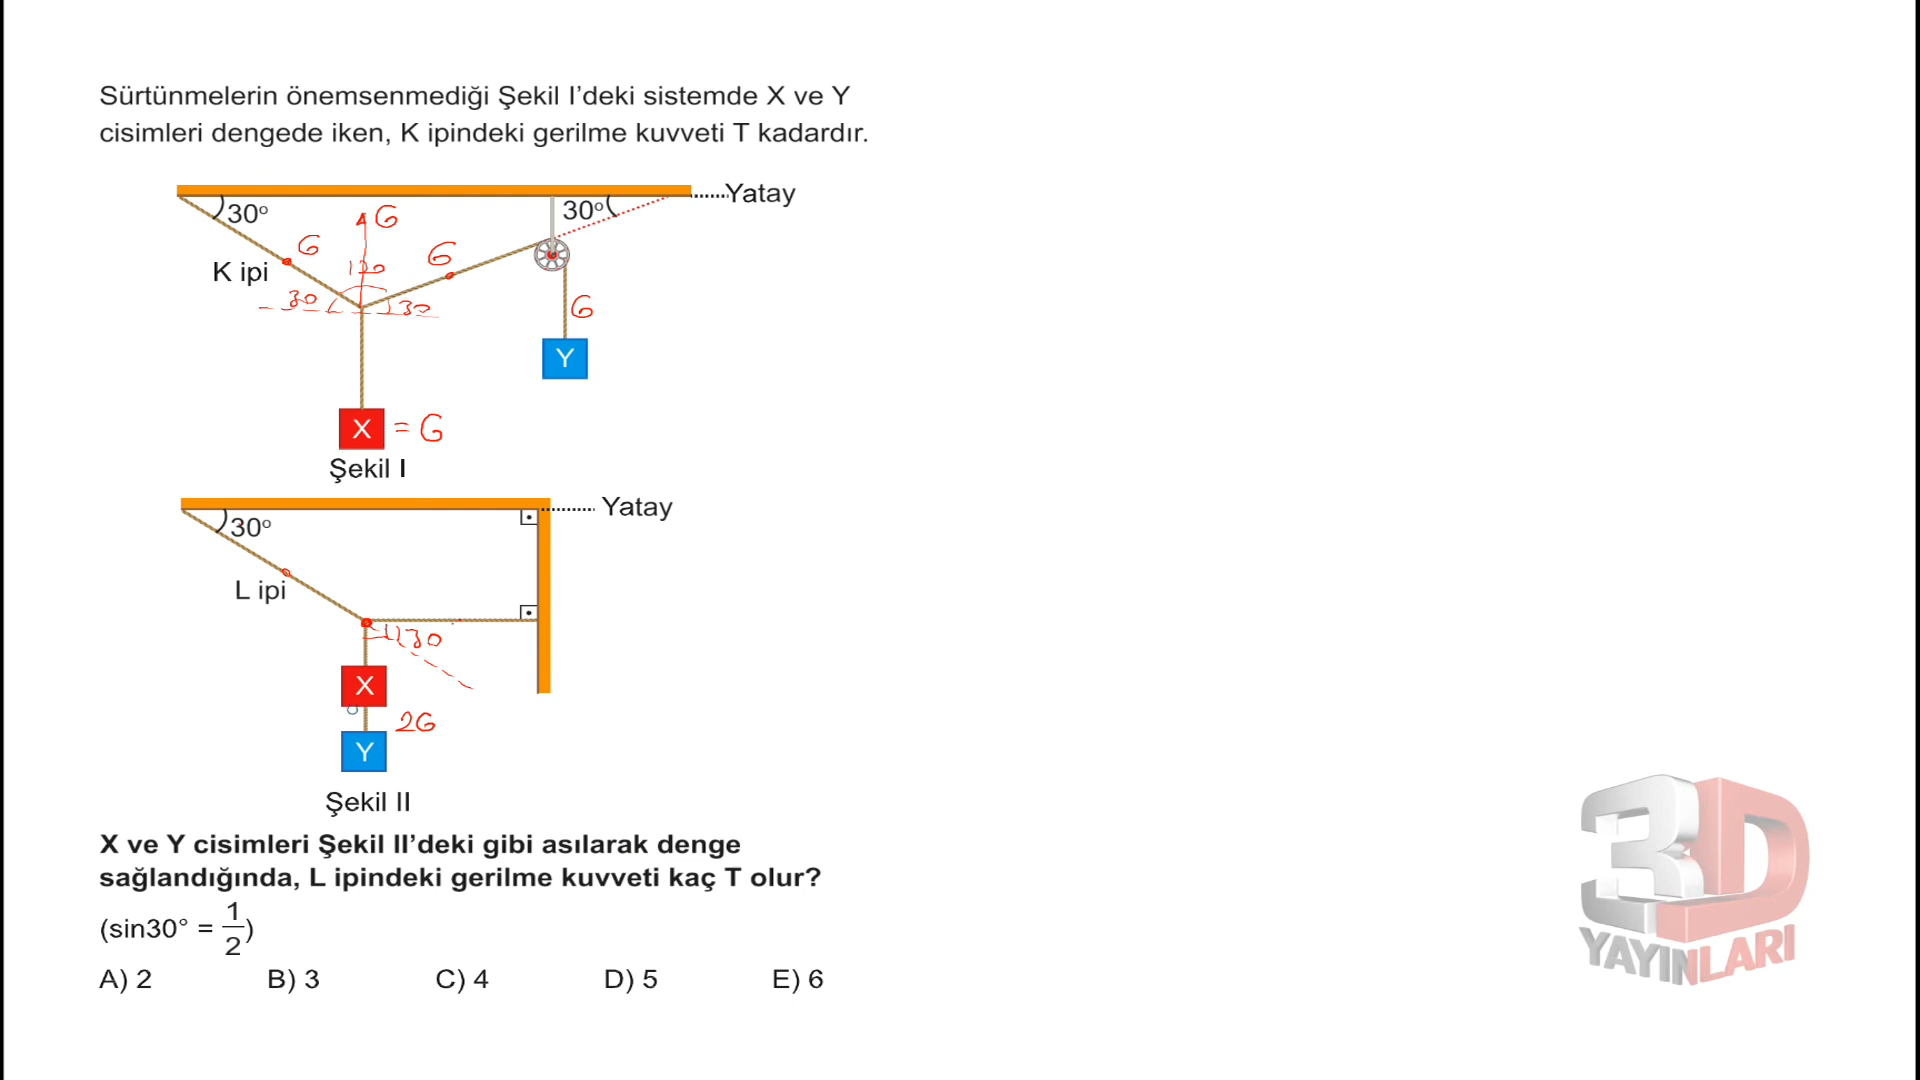 Sürtünmelerin önemsenmediği Şekil I’deki sistemde X ve Y
cisimleri dengede iken, K ipindeki gerilme kuvveti T kadardır.
Yatay
30° G 30°
G G
K ipi 120
30 30 G
Y
X = G
Şekil I
Yatay
30°
L ipi
30
X
2G
Y
Şekil II
X ve Y cisimleri Şekil II’deki gibi asılarak denge
sağlandığında, L ipindeki gerilme kuvveti kaç T olur?
(sin30° = 1/2)
A) 2 B) 3 C) 4 D) 5 E) 6
3D
YAYINLARI